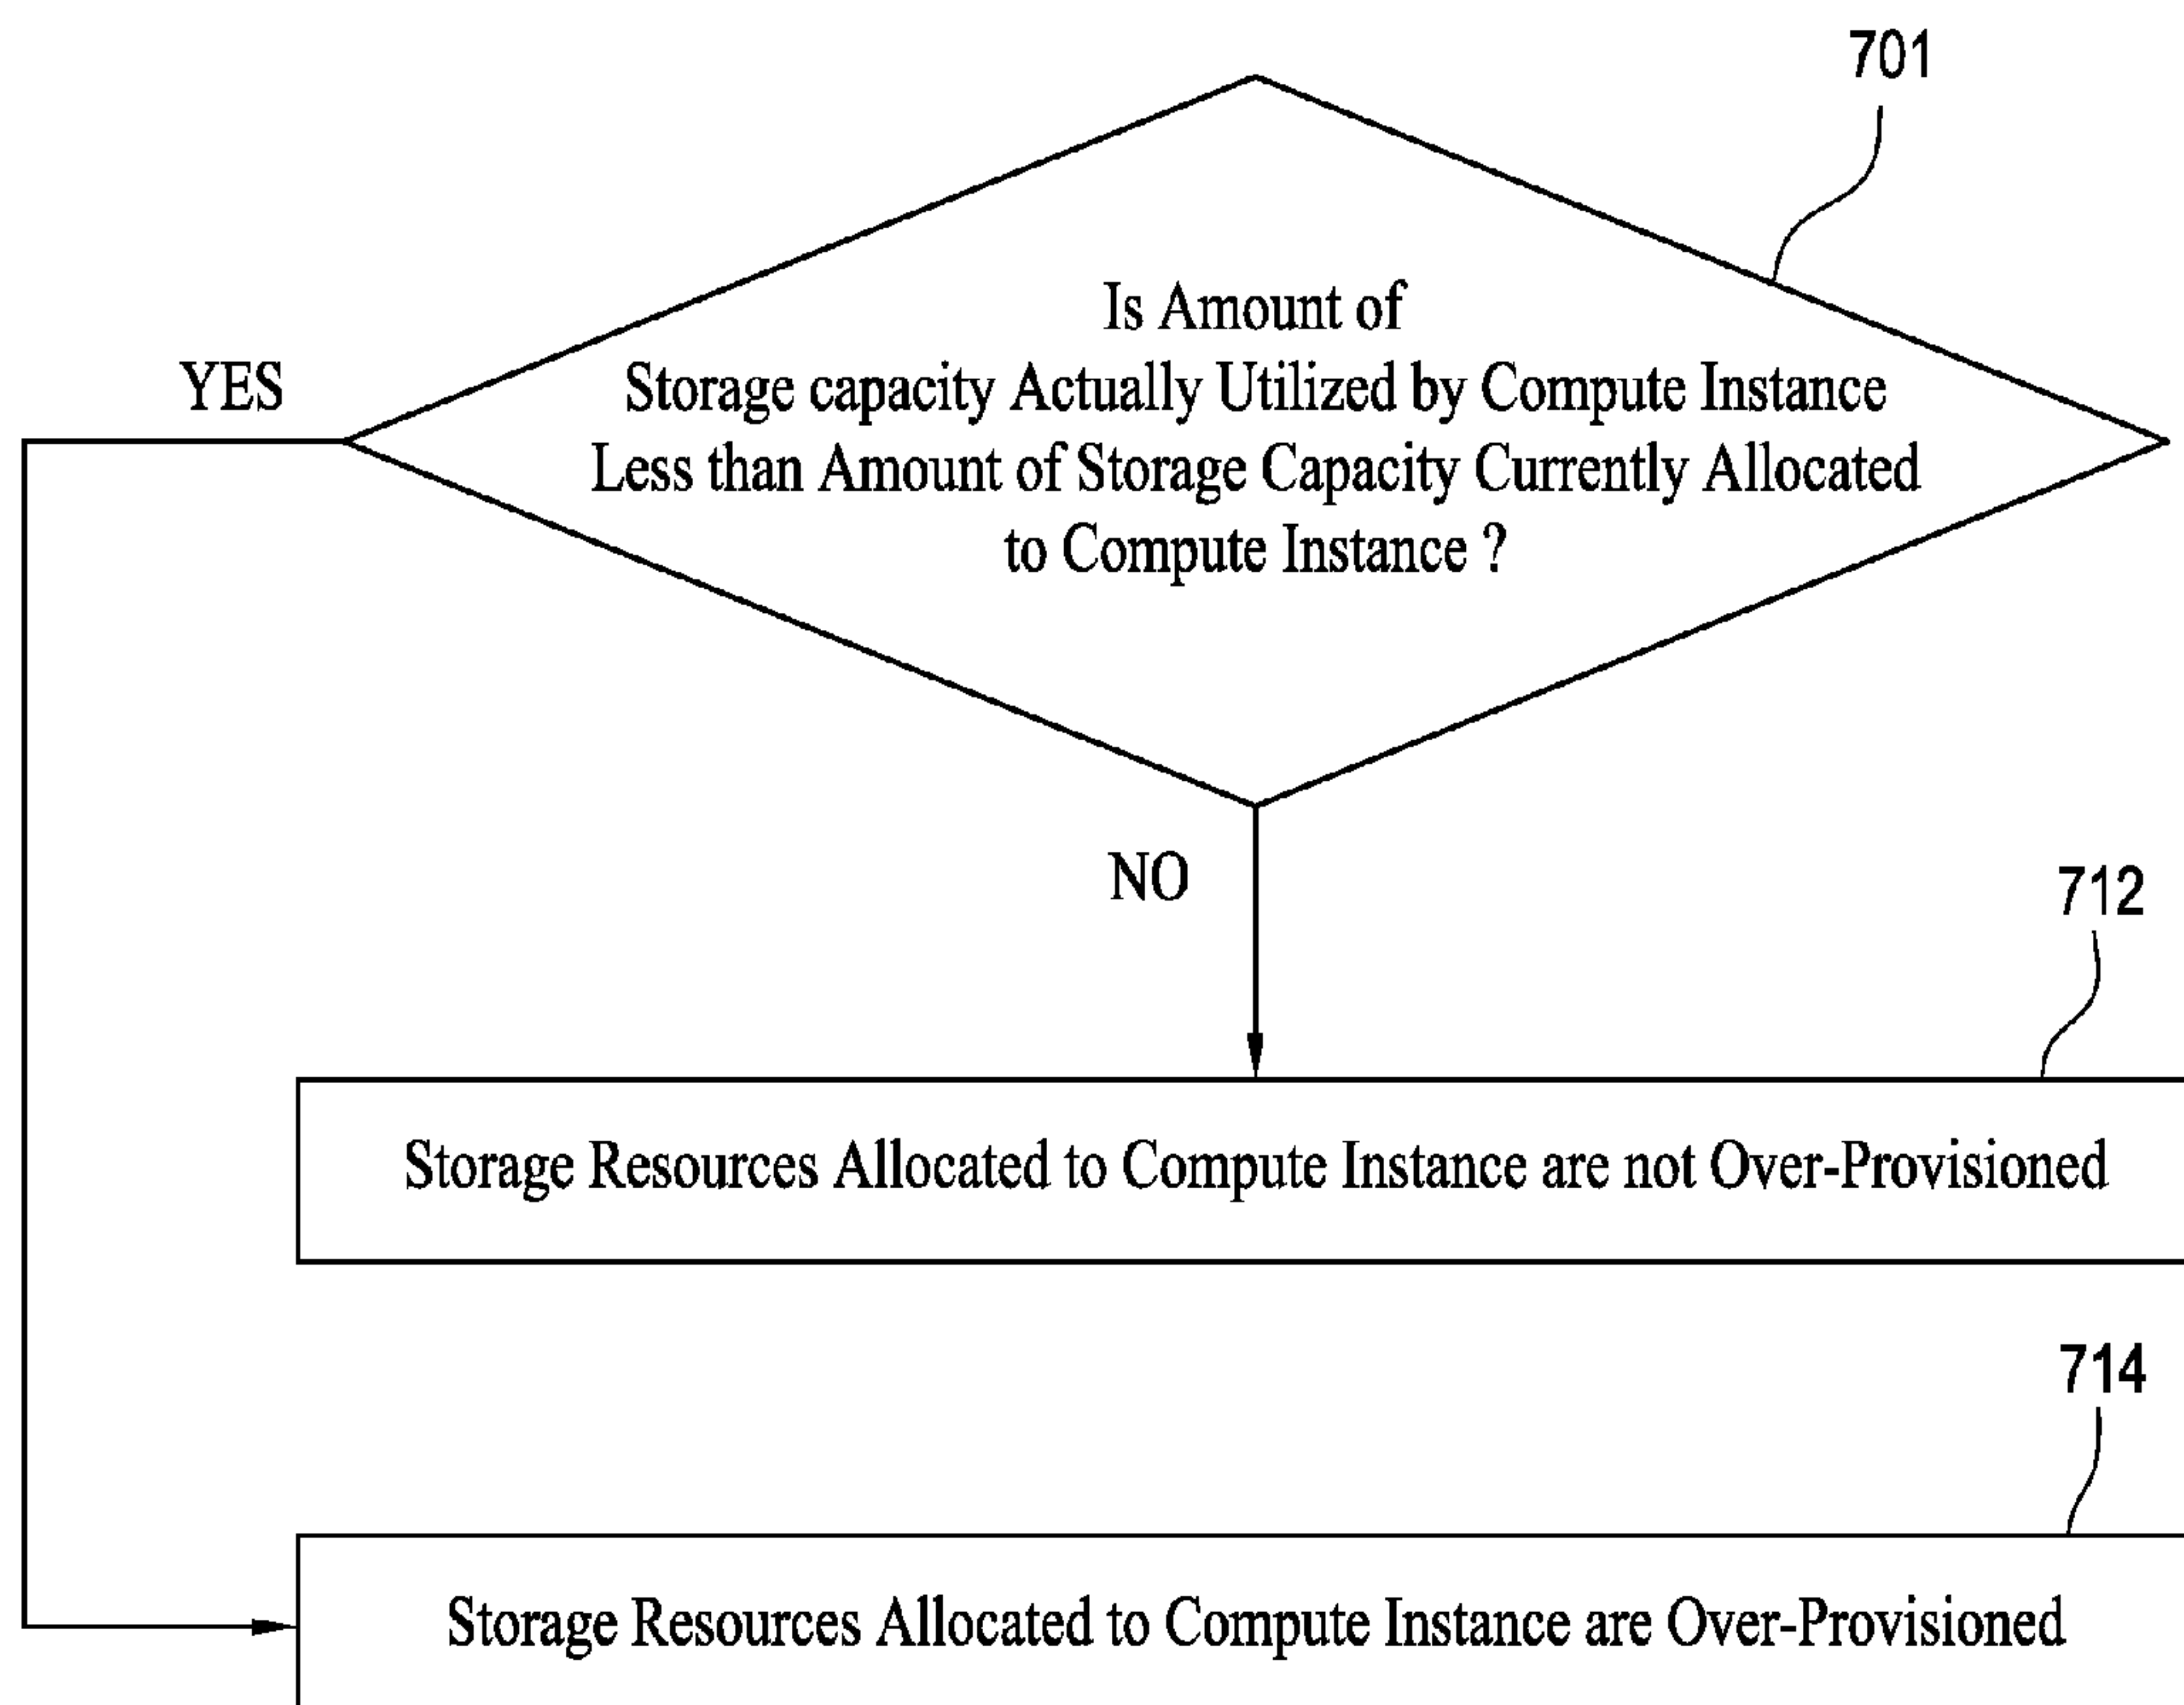 701
Is Amount of
Storage capacity Actually Utilized by Compute Instance
Less than Amount of Storage Capacity Currently Allocated
to Compute Instance ?
YES
NO
712
Storage Resources Allocated to Compute Instance are not Over-Provisioned
714
Storage Resources Allocated to Compute Instance are Over-Provisioned